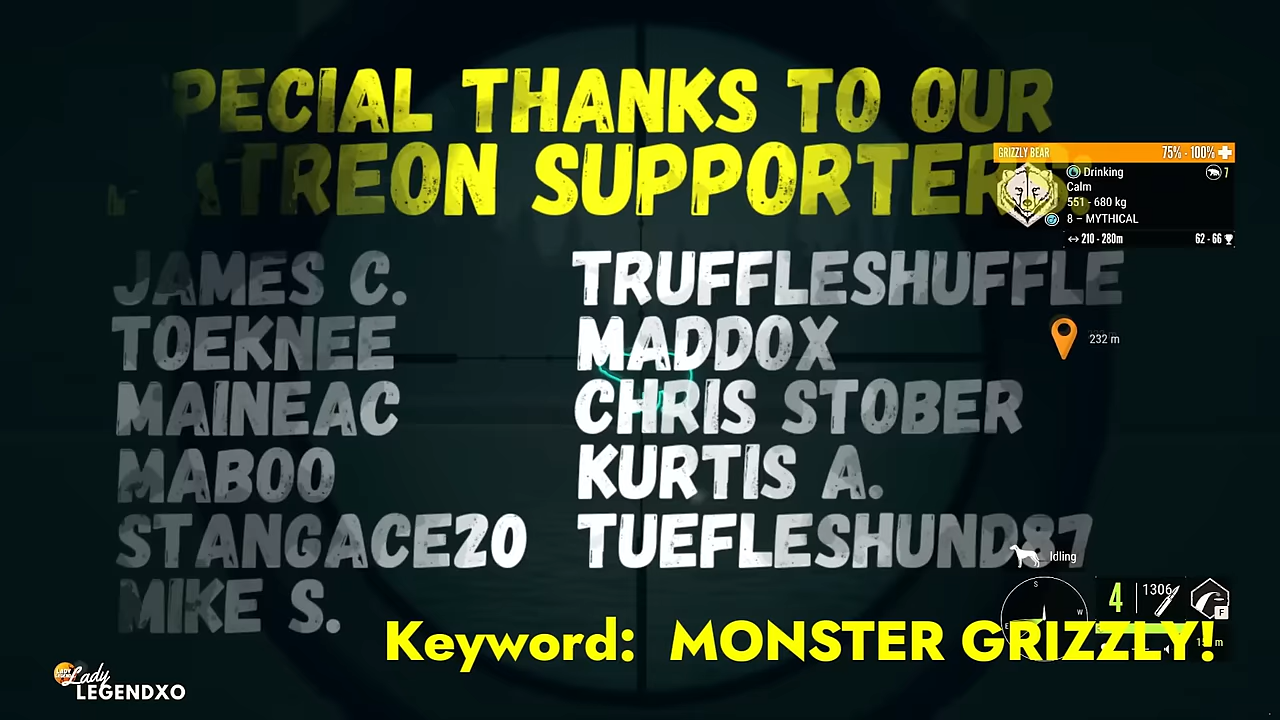 PECIAL THANKS TO OUR
TREON SUPPORTERS
JAMES C.
TOEKNEE
MAINEAC
MABOO
STANGACE20
MIKE S.
TRUFFLESHUFFLE
MADDOX
CHRIS STOBER
KURTIS A.
TUEFLESHUND87
GRIZZLY BEAR 75% - 100%
Drinking 7
Calm
551 - 680 kg
8 - MYTHICAL
210 - 280m 62 - 66
232 m
Idling
S
W
E
4 1306
F
Keyword: MONSTER GRIZZLY!
Lady
LEGENDXO